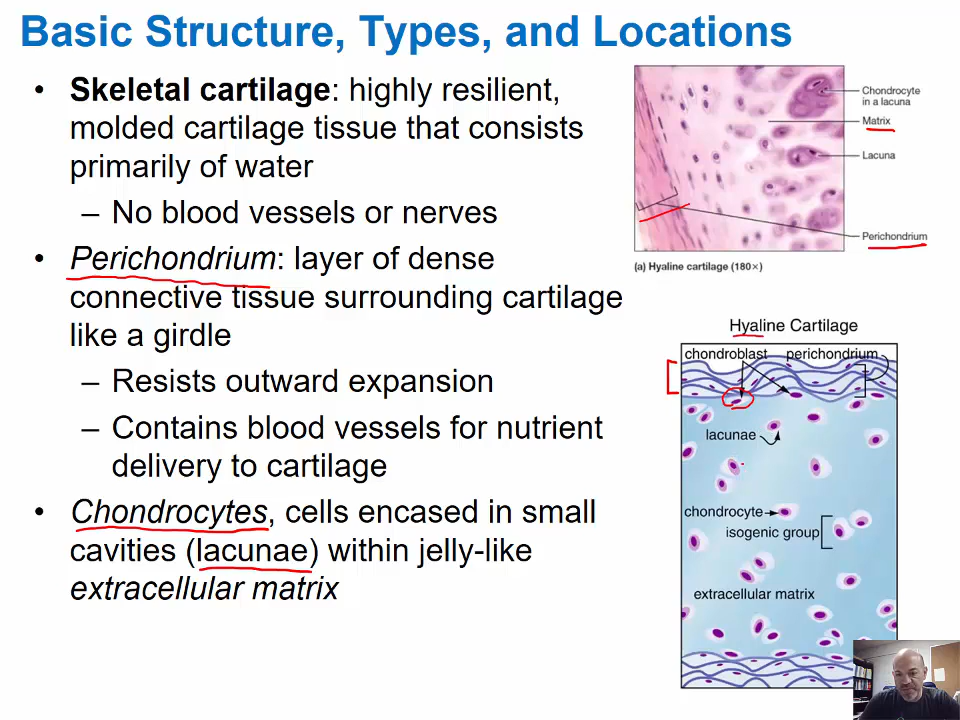 Basic Structure, Types, and Locations
• Skeletal cartilage: highly resilient,
molded cartilage tissue that consists
primarily of water
– No blood vessels or nerves
• Perichondrium: layer of dense
connective tissue surrounding cartilage
like a girdle
– Resists outward expansion
– Contains blood vessels for nutrient
delivery to cartilage
• Chondrocytes, cells encased in small
cavities (lacunae) within jelly-like
extracellular matrix
Chondrocyte
in a lacuna
Matrix
Lacuna
Perichondrium
(a) Hyaline cartilage (180×)
Hyaline Cartilage
chondroblast perichondrium
lacunae
chondrocyte
isogenic group
extracellular matrix